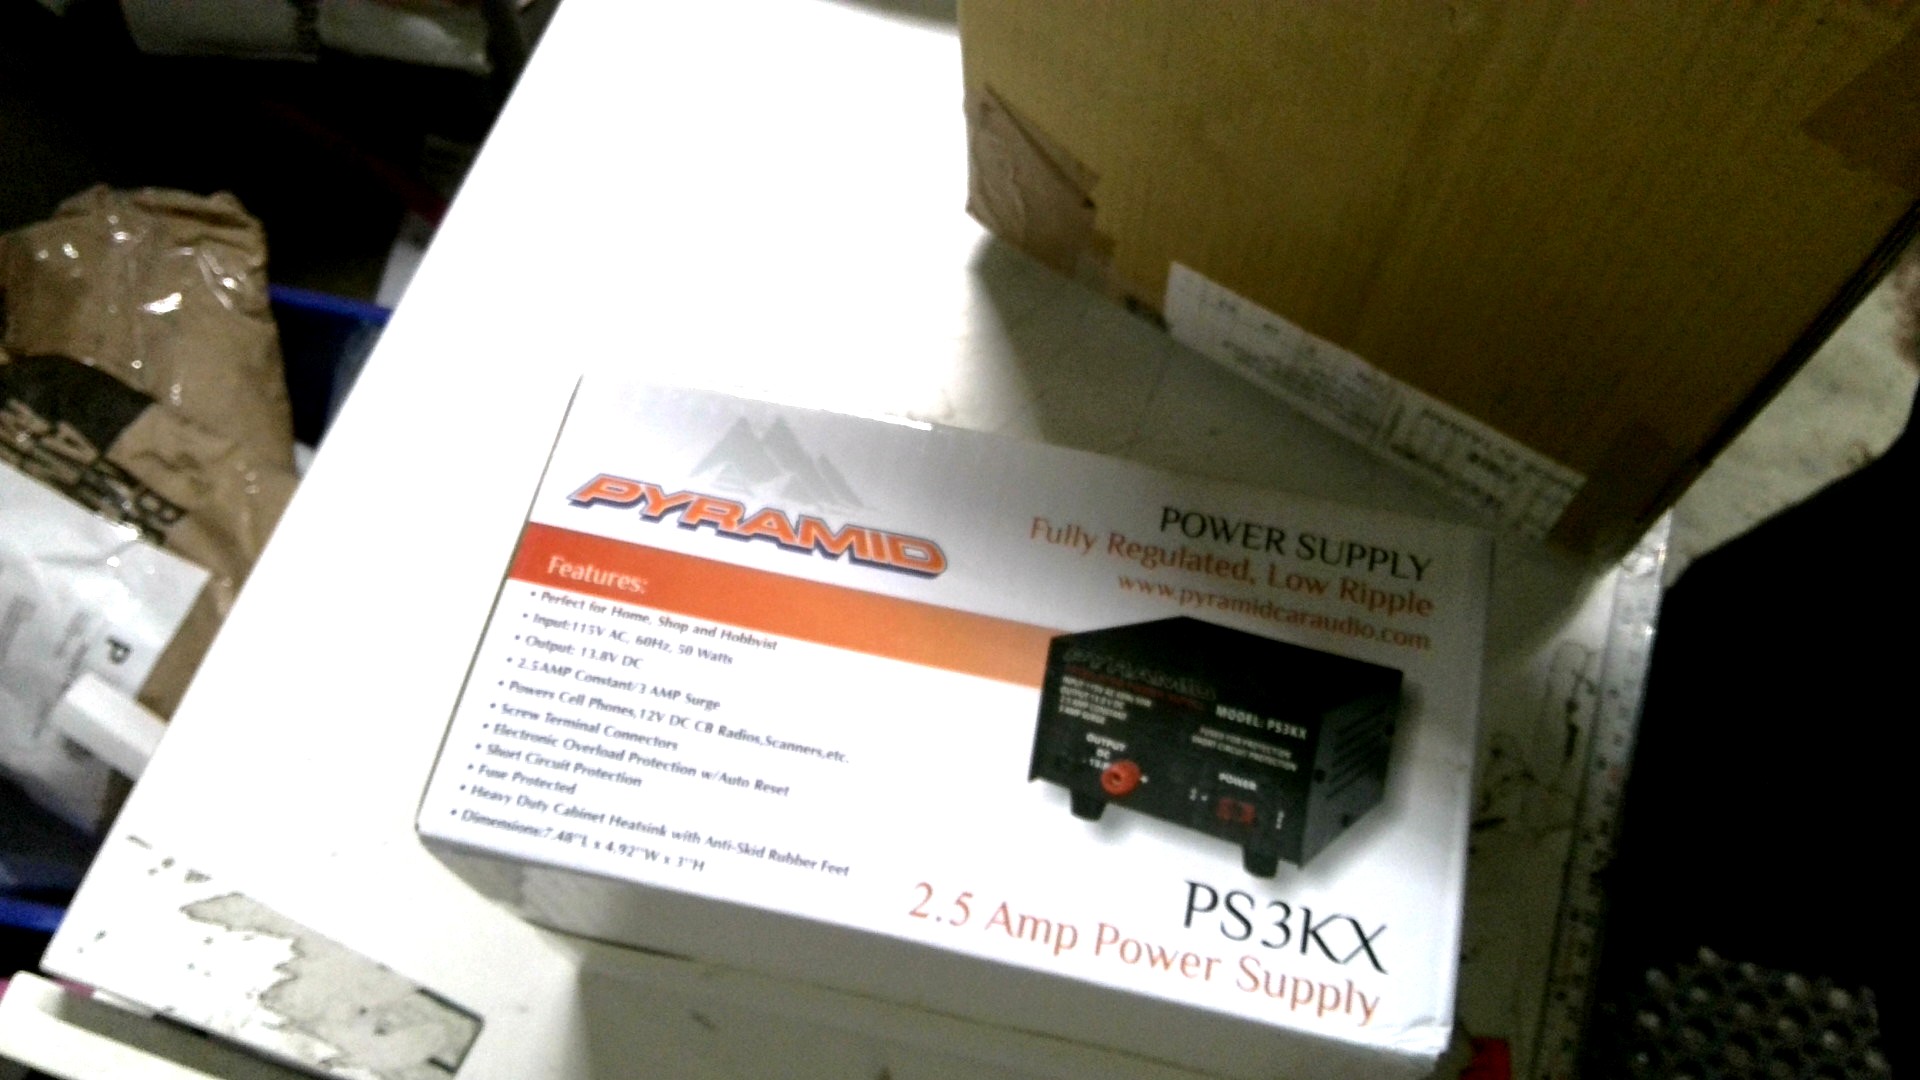 PYRAMID
POWER SUPPLY
Fully Regulated, Low Ripple
www.pyramidcaraudio.com
Features:
• Perfect for Home, Shop and Hobbyist
• Input:115V AC, 60Hz, 50 Watts
• Output: 13.8V DC
• 2.5AMP Constant/3 AMP Surge
• Powers Cell Phones,12V DC CB Radios,Scanners,etc.
• Screw Terminal Connectors
• Electronic Overload Protection w/Auto Reset
• Short Circuit Protection
• Fuse Protected
• Heavy Duty Cabinet Heatsink with Anti-Skid Rubber Feet
• Dimensions:7.48''L x 4.92''W x 3''H
PYRAMID
MODEL: PS3KX
OUTPUT
DC
POWER
PS3KX
2.5 Amp Power Supply
P